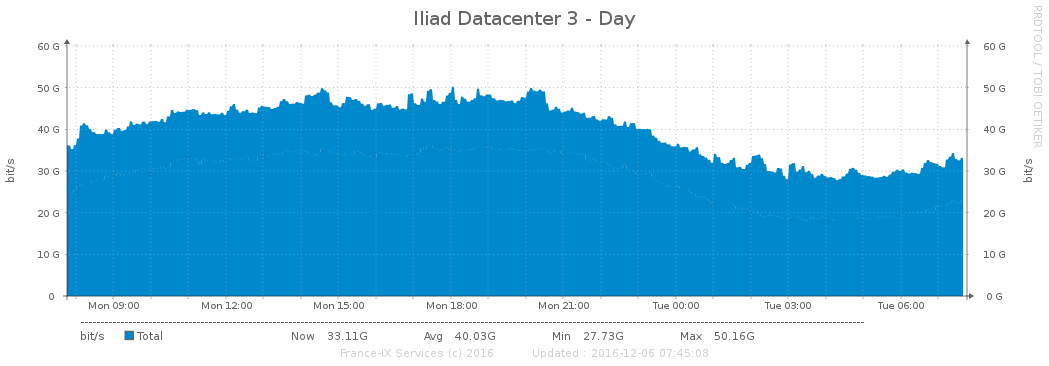 Iliad Datacenter 3 - Day
RRDTOOL / TOBI OETIKER
60 G 60 G
50 G 50 G
40 G 40 G
30 G 30 G
20 G 20 G
10 G 10 G
0 0 G
bit/s bit/s
Mon 09:00 Mon 12:00 Mon 15:00 Mon 18:00 Mon 21:00 Tue 00:00 Tue 03:00 Tue 06:00
bit/s Total Now 33.11G Avg 40.03G Min 27.73G Max 50.16G
France-IX Services (c) 2016 Updated : 2016-12-06 07:45:08